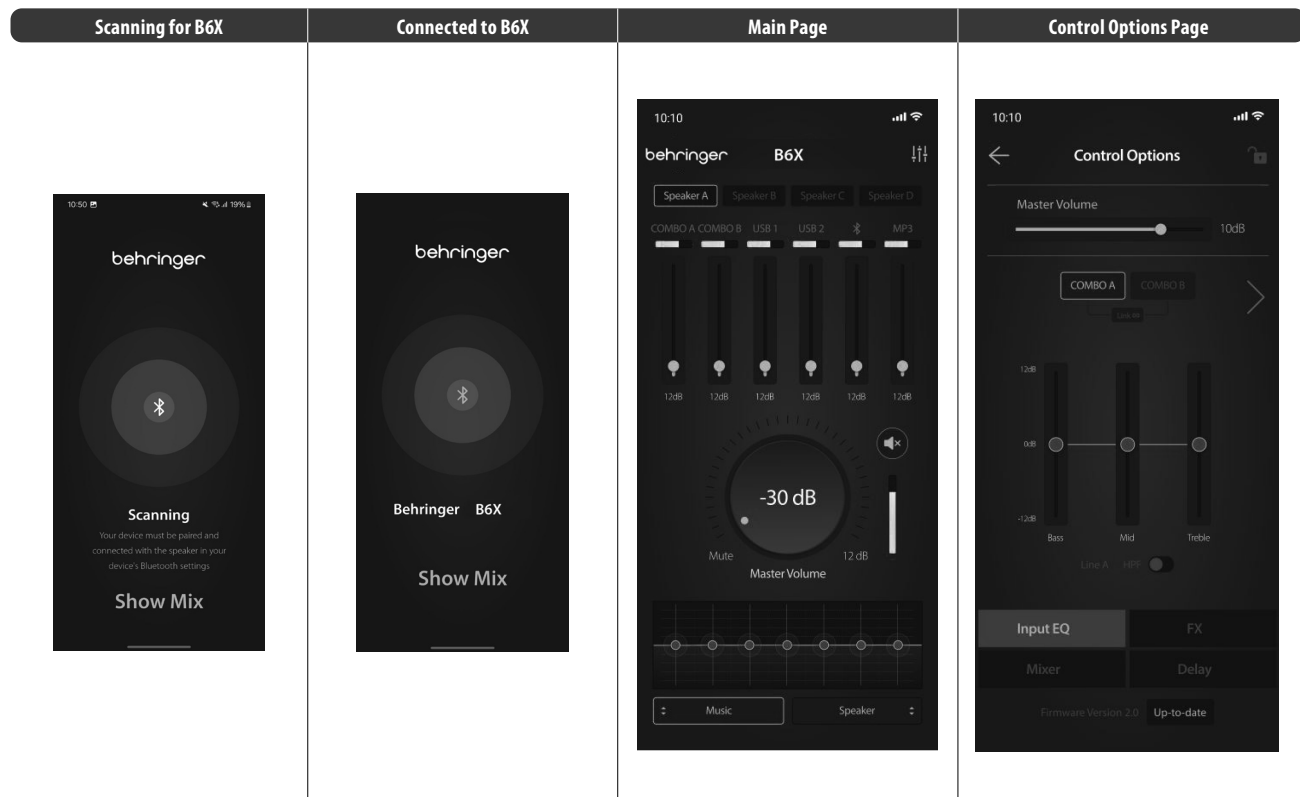 Scanning for B6X
Connected to B6X
Main Page
Control Options Page
10:50
19%
behringer
Scanning
Your device must be paired and
connected with the speaker in your
device's Bluetooth settings
Show Mix
behringer
Behringer B6X
Show Mix
10:10
behringer B6X
Speaker A Speaker B Speaker C Speaker D
COMBO A COMBO B USB 1 USB 2 MP3
12dB 12dB 12dB 12dB 12dB 12dB
-30 dB
Mute 12 dB
Master Volume
Music Speaker
10:10
Control Options
Master Volume
10dB
COMBO A COMBO B
Link
12dB
0dB
-12dB
Bass Mid Treble
Line A HPF
Input EQ FX
Mixer Delay
Firmware Version 2.0 Up-to-date